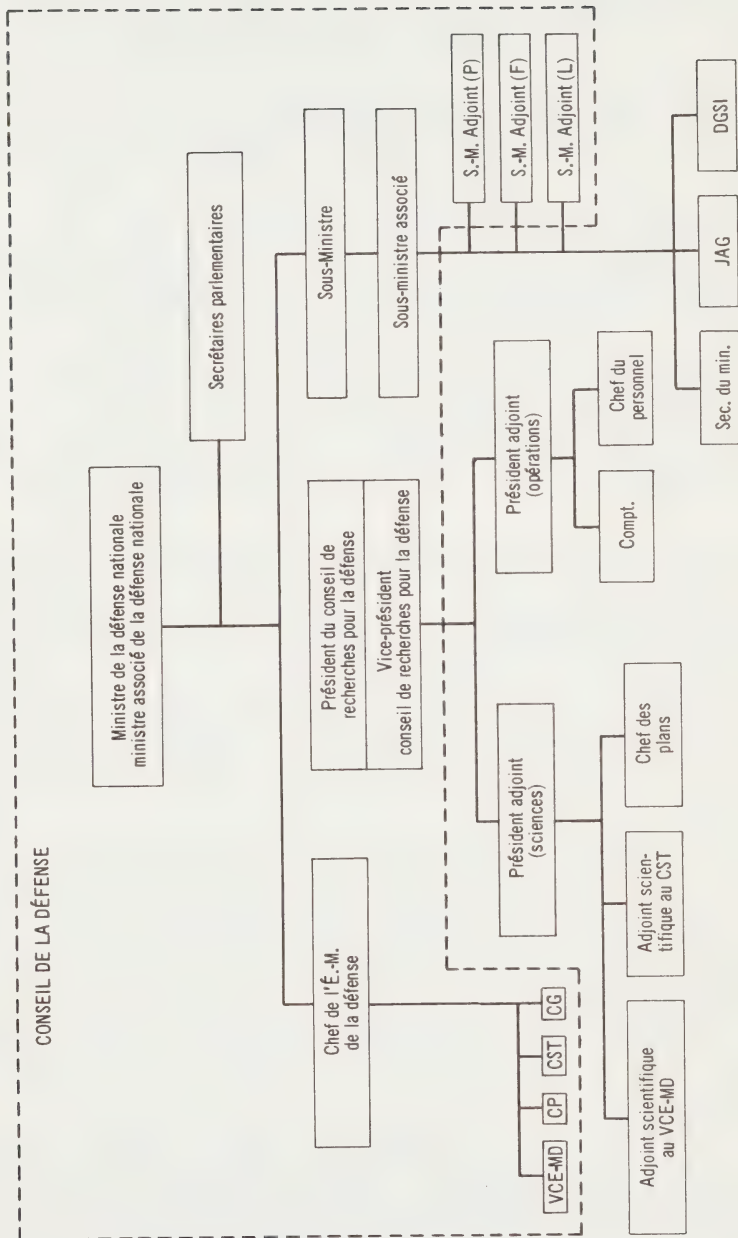 CONSEIL DE LA DÉFENSE
Ministre de la défense nationale
ministre associé de la défense nationale
Secrétaires parlementaires
Chef de l'É.-M.
de la défense
Président du conseil de
recherches pour la défense
Vice-président
conseil de recherches pour la défense
Sous-Ministre
Sous-ministre associé
VCE-MD
CP
CST
CG
S.-M. Adjoint (P)
S.-M. Adjoint (F)
S.-M. Adjoint (L)
Président adjoint
(sciences)
Président adjoint
(opérations)
Adjoint scientifique
au VCE-MD
Adjoint scien-
tifique au CST
Chef des
plans
Compt.
Chef du
personnel
Sec. du min.
JAG
DGSI